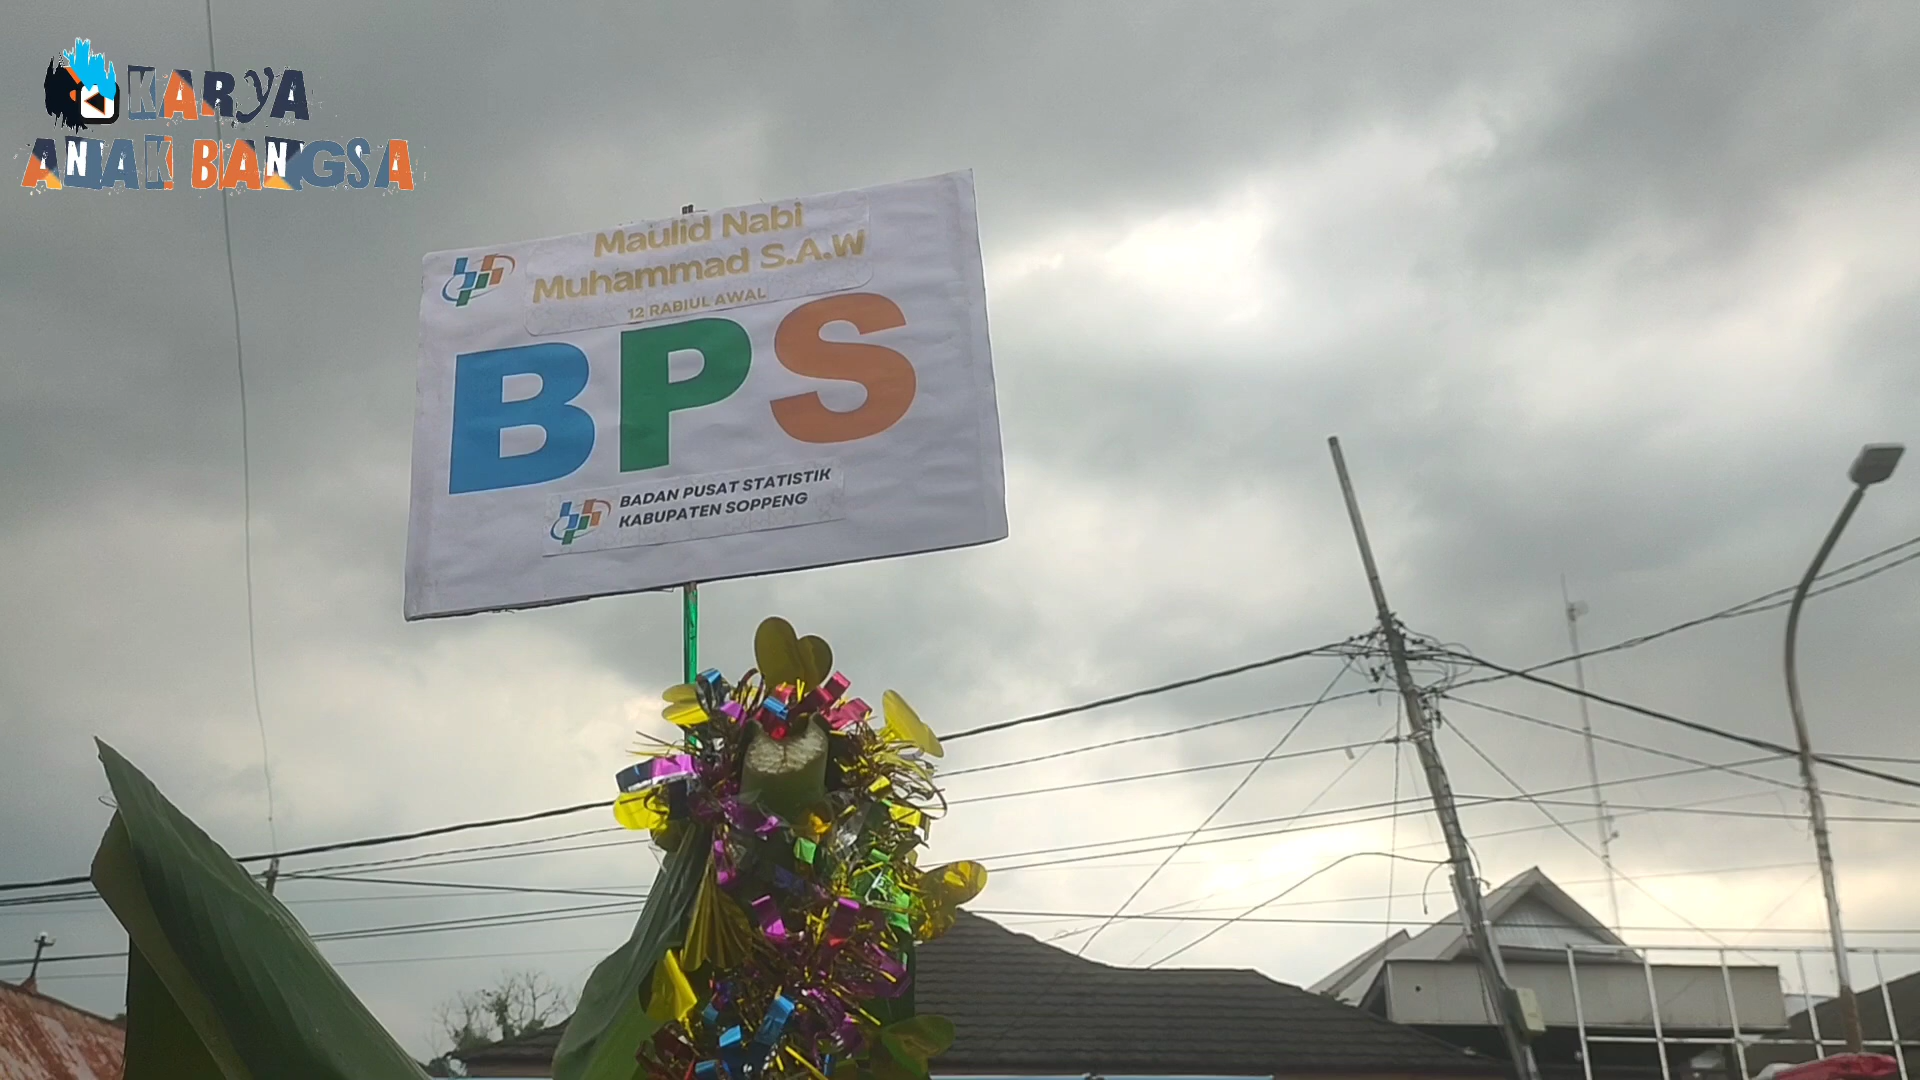 KARYA
ANAK BANGSA
Maulid Nabi
Muhammad S.A.W
12 RABIUL AWAL
BPS
BADAN PUSAT STATISTIK
KABUPATEN SOPPENG